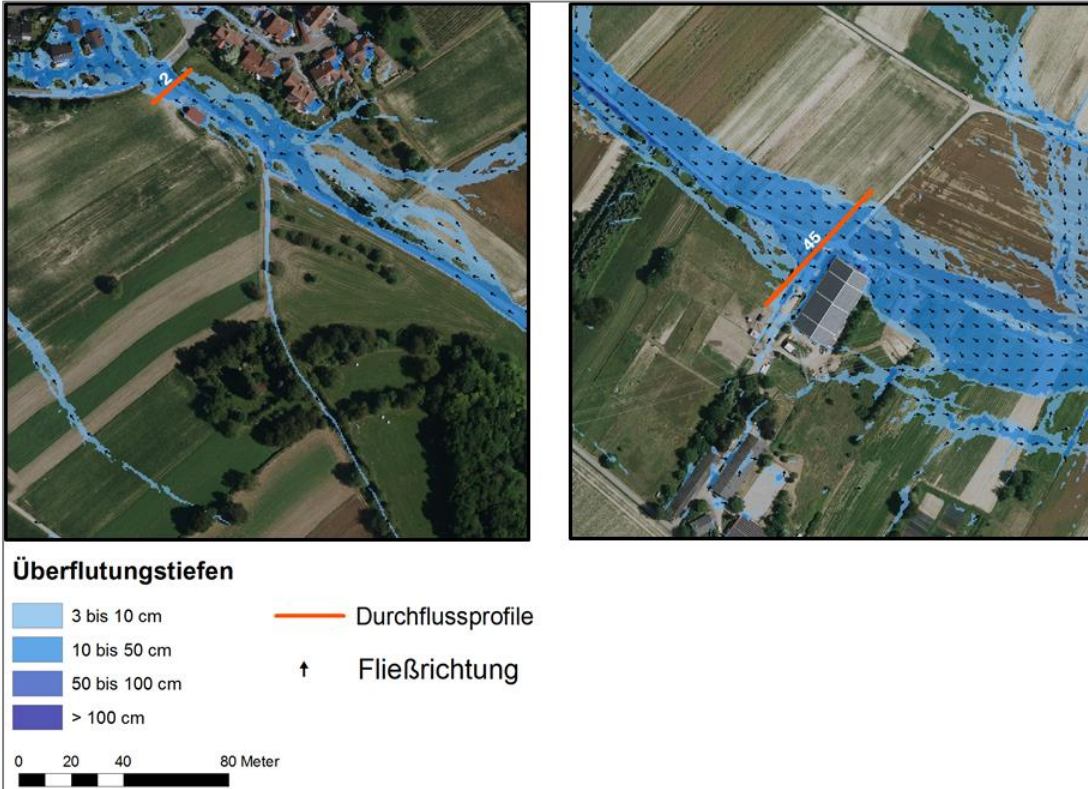 2
45
Überflutungstiefen
3 bis 10 cm
10 bis 50 cm
50 bis 100 cm
> 100 cm
Durchflussprofile
Fließrichtung
0 20 40 80 Meter